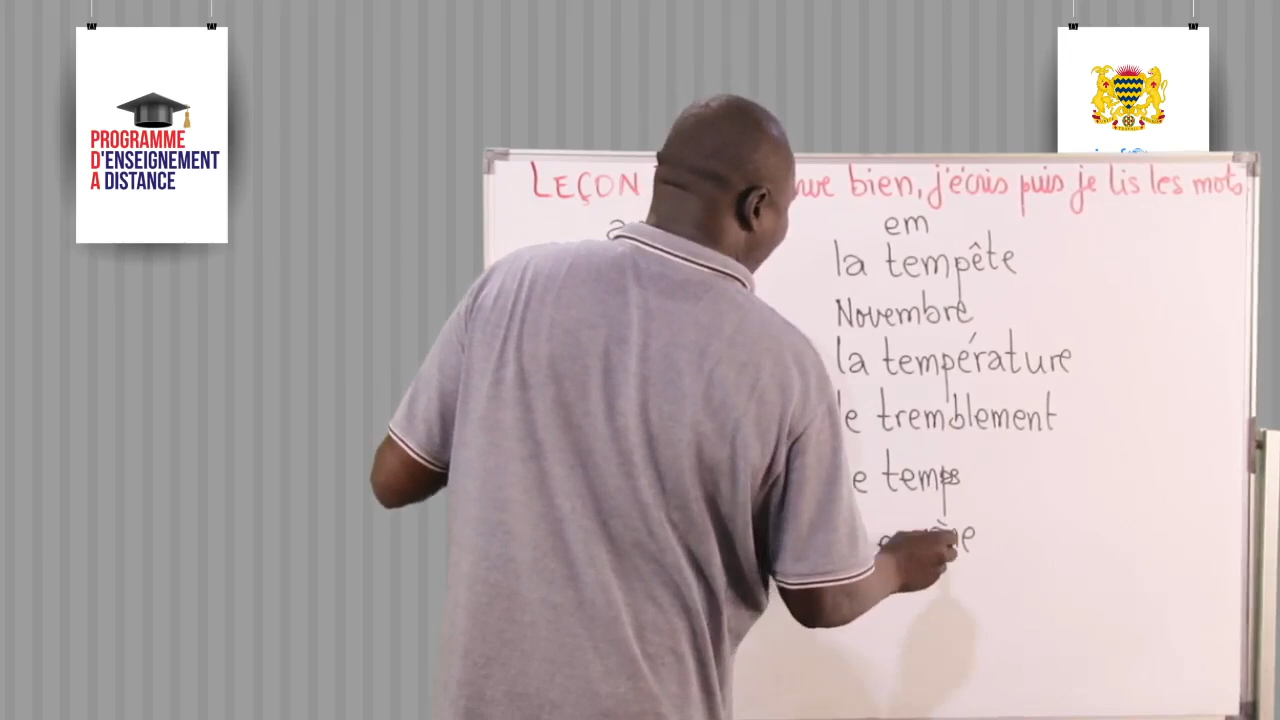 PROGRAMME
D'ENSEIGNEMENT
A DISTANCE
LEÇON bien, j'écris puis je lis les mots
em
la tempête
Novembre
la température
le tremblement
le temps